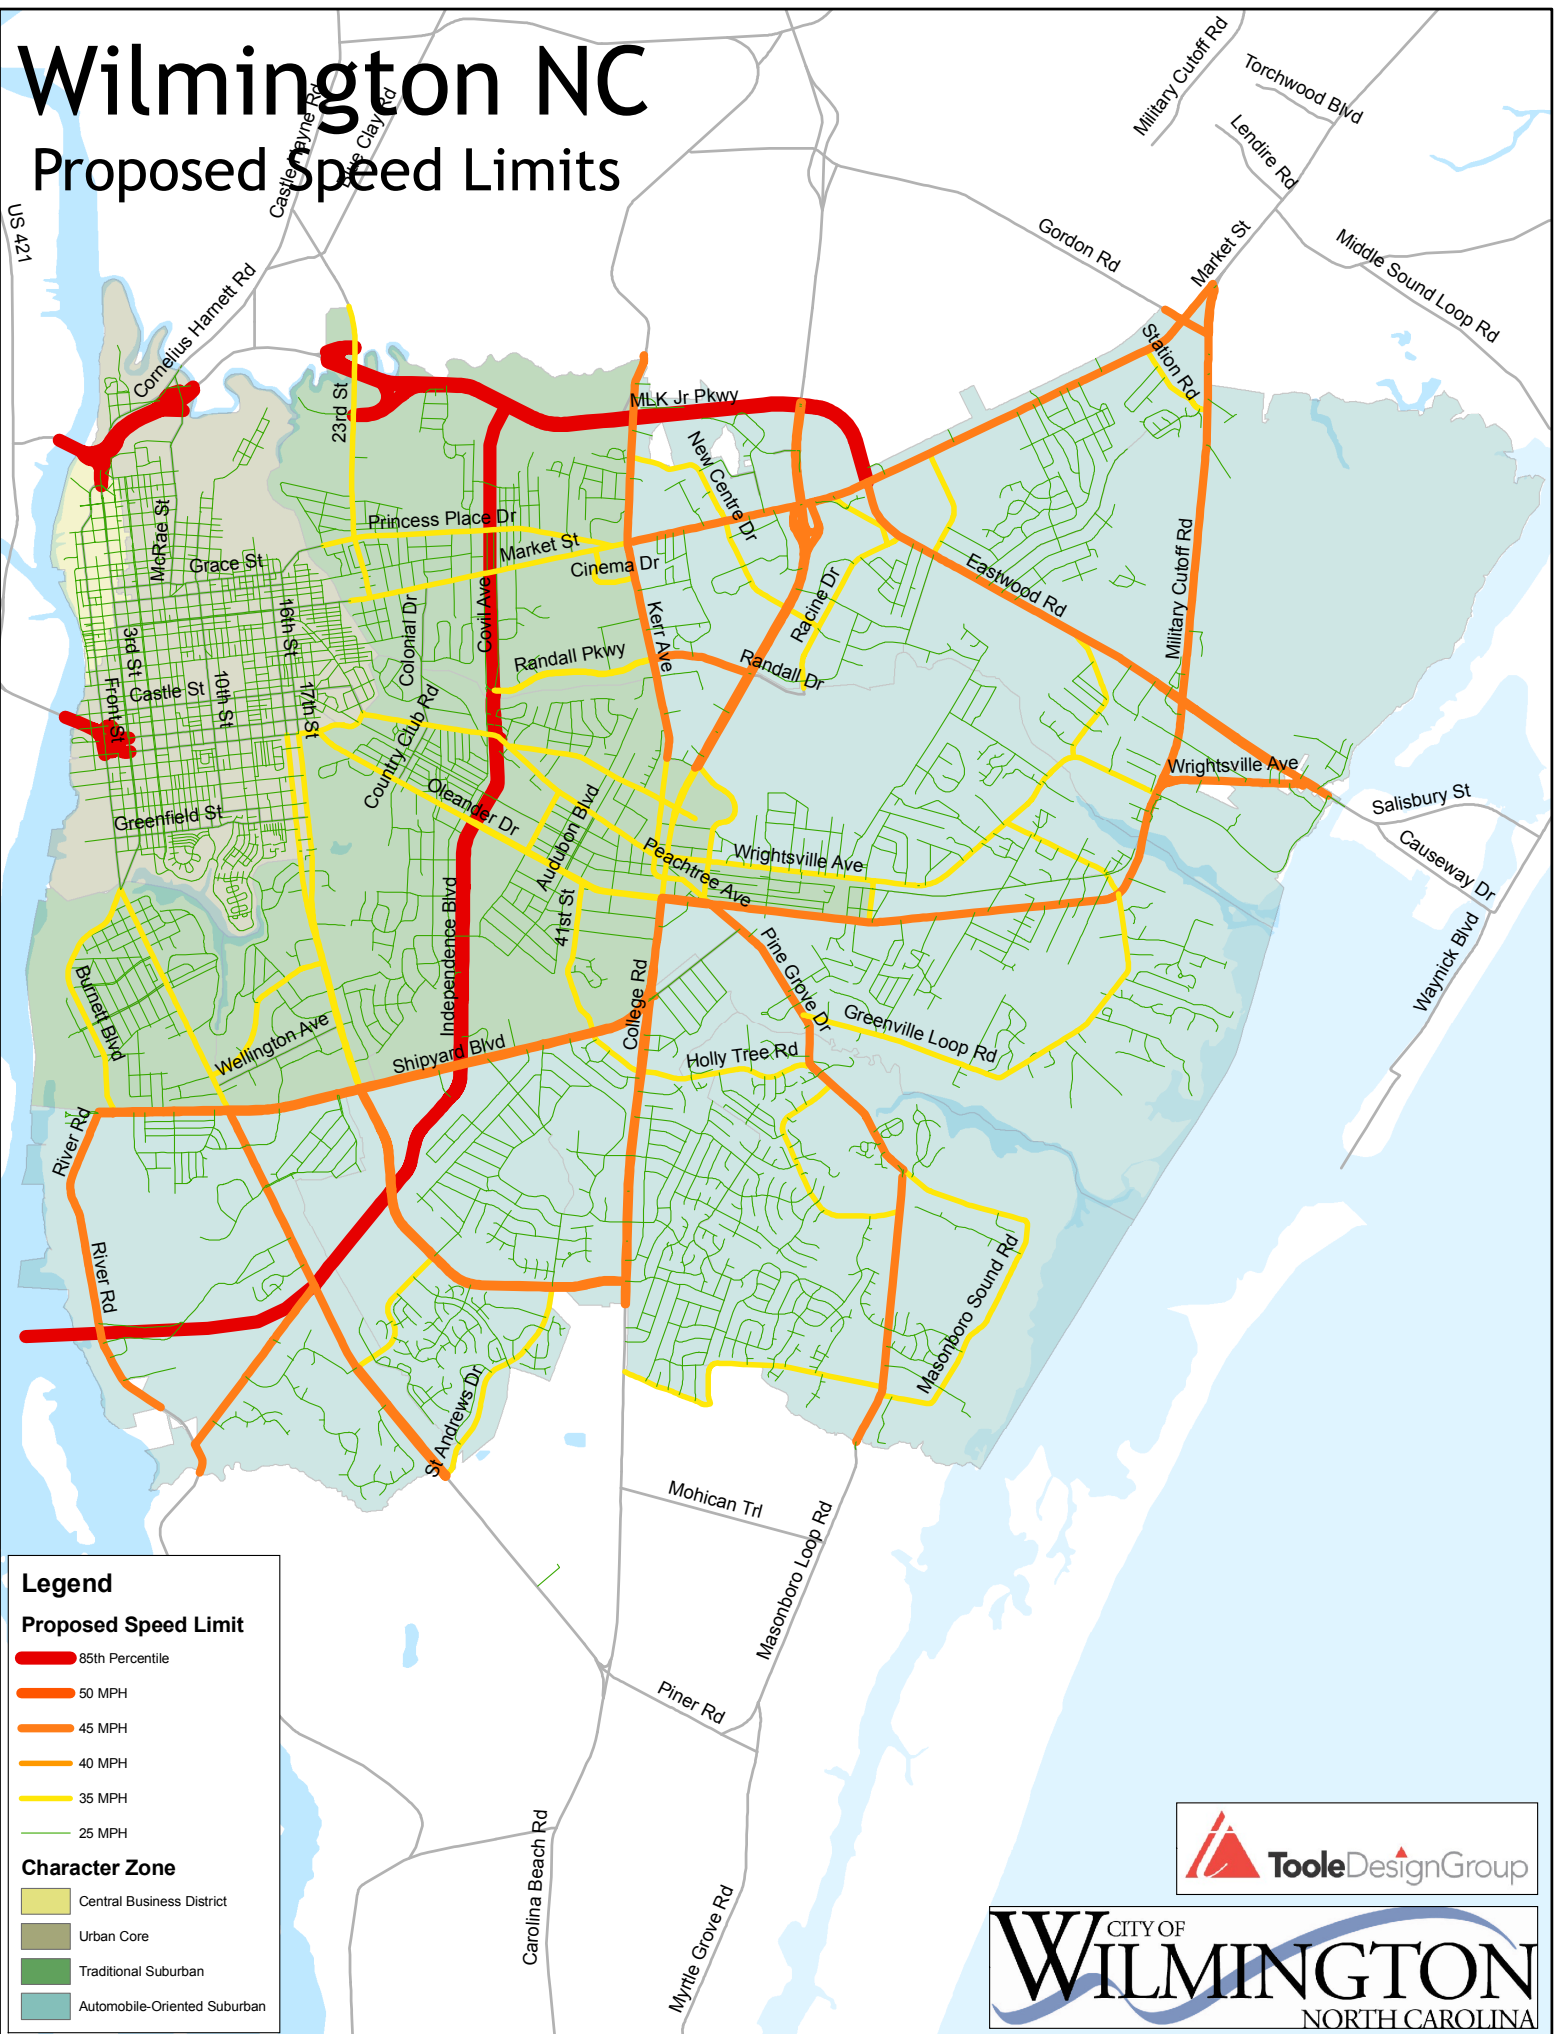 Wilmington NC
Proposed Speed Limits
Castle Hayne Rd
Blue Clay Rd
US 421
Cornelius Harnett Rd
Military Cutoff Rd
Torchwood Blvd
Lendire Rd
Gordon Rd
Market St
Middle Sound Loop Rd
Station Rd
23rd St
MLK Jr Pkwy
New Centre Dr
McRae St
Princess Place Dr
Market St
Grace St
Cinema Dr
Eastwood Rd
Military Cutoff Rd
16th St
Colonial Dr
Covil Ave
Kerr Ave
Racine Dr
3rd St
Randall Pkwy
Randall Dr
Front St
Castle St
10th St
17th St
Country Club Rd
Wrightsville Ave
Oleander Dr
Audubon Blvd
Salisbury St
Greenfield St
Causeway Dr
Peachtree Ave
Wrightsville Ave
Independence Blvd
41st St
Waynick Blvd
Burnett Blvd
Pine Grove Dr
College Rd
Greenville Loop Rd
Wellington Ave
Shipyard Blvd
Holly Tree Rd
River Rd
River Rd
Masonboro Sound Rd
St Andrews Dr
Mohican Trl
Masonboro Loop Rd
Piner Rd
Carolina Beach Rd
Myrtle Grove Rd
Legend
Proposed Speed Limit
85th Percentile
50 MPH
45 MPH
40 MPH
35 MPH
25 MPH
Character Zone
Central Business District
Urban Core
Traditional Suburban
Automobile-Oriented Suburban
TooleDesignGroup
CITY OF
WILMINGTON
NORTH CAROLINA